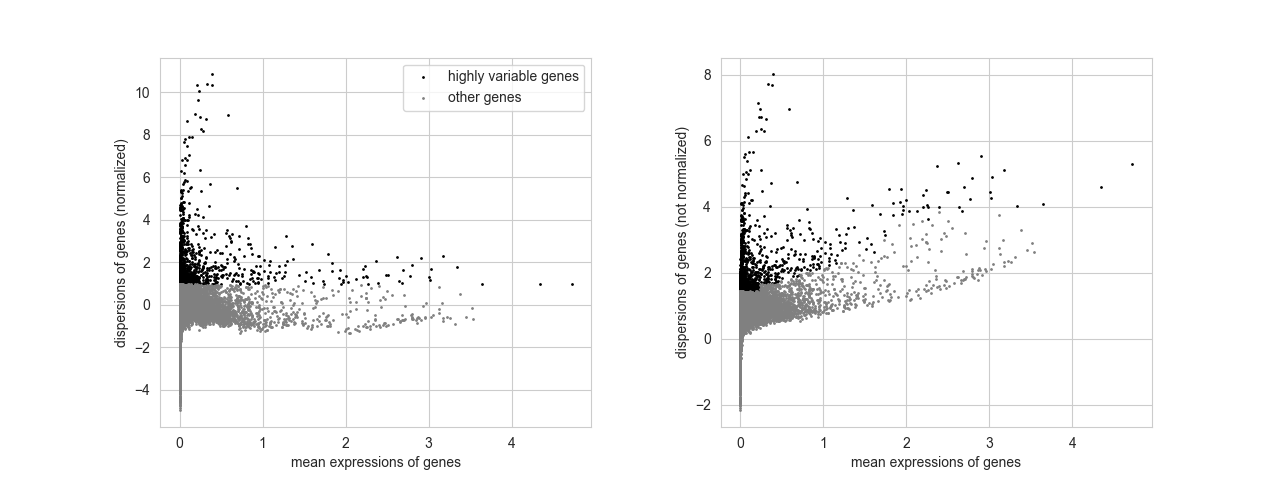 highly variable genes
other genes
dispersions of genes (normalized)
10
8
6
4
2
0
−2
−4
0 1 2 3 4
mean expressions of genes
dispersions of genes (not normalized)
8
6
4
2
0
−2
0 1 2 3 4
mean expressions of genes